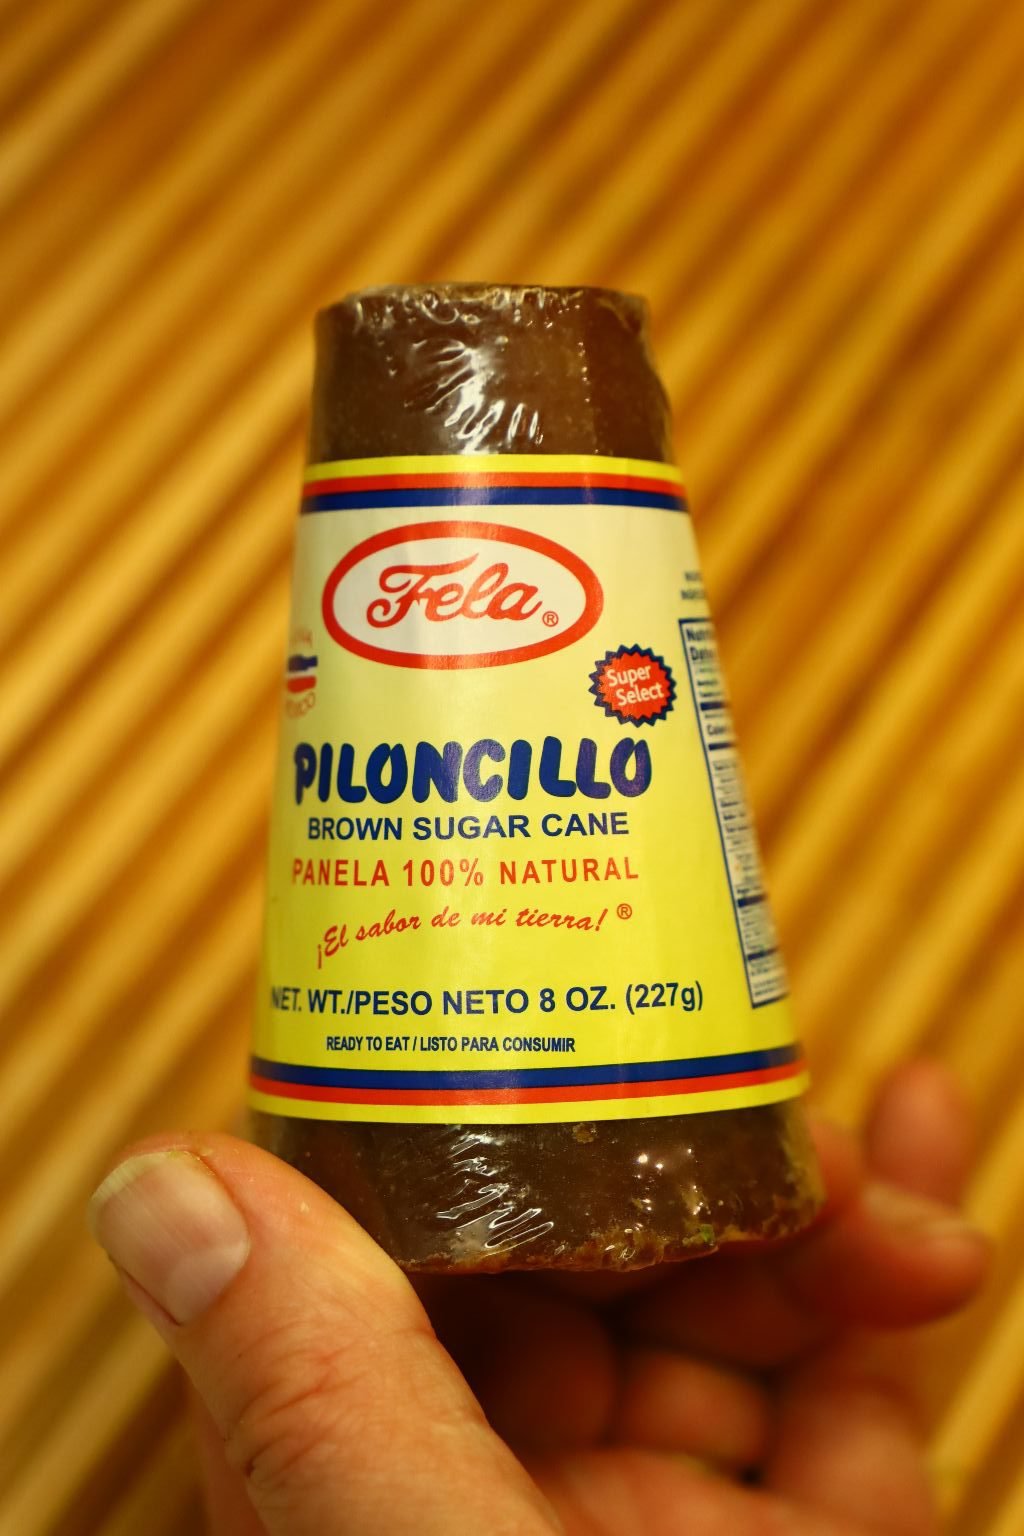 Fela®
Super
Select
PILONCILLO
BROWN SUGAR CANE
PANELA 100% NATURAL
¡El sabor de mi tierra!®
NET. WT./PESO NETO 8 OZ. (227g)
READY TO EAT / LISTO PARA CONSUMIR